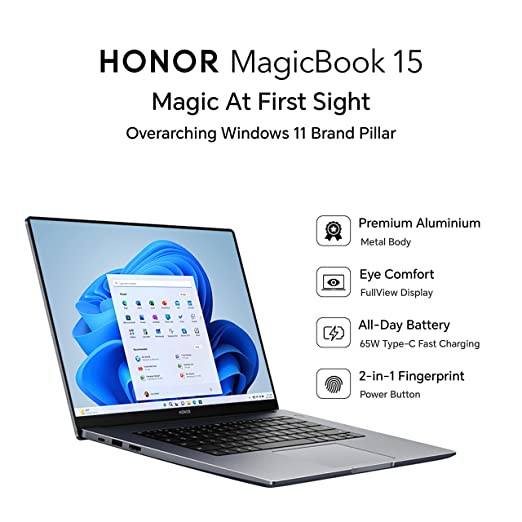 HONOR MagicBook 15
Magic At First Sight
Overarching Windows 11 Brand Pillar
Premium Aluminium
Metal Body
Eye Comfort
FullView Display
All-Day Battery
65W Type-C Fast Charging
2-in-1 Fingerprint
Power Button
HONOR